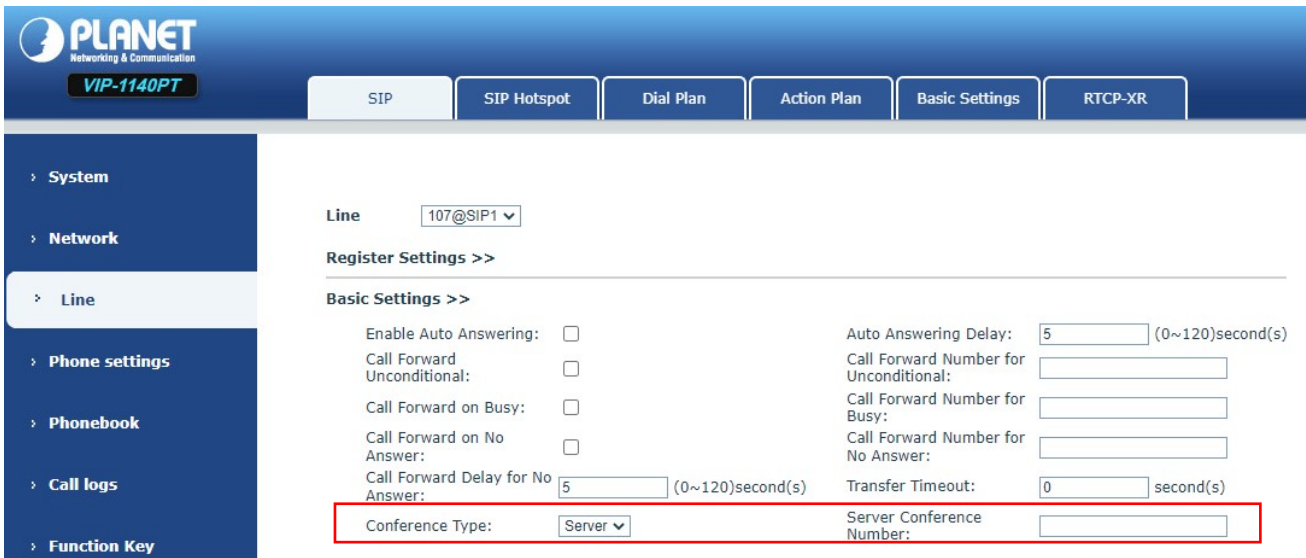 PLANET
Networking & Communication
VIP-1140PT
SIP
SIP Hotspot
Dial Plan
Action Plan
Basic Settings
RTCP-XR
› System
› Network
› Line
› Phone settings
› Phonebook
› Call logs
› Function Key
Line 107@SIP1
Register Settings >>
Basic Settings >>
Enable Auto Answering:
Auto Answering Delay: 5 (0~120)second(s)
Call Forward
Unconditional:
Call Forward Number for
Unconditional:
Call Forward on Busy:
Call Forward Number for
Busy:
Call Forward on No
Answer:
Call Forward Number for
No Answer:
Call Forward Delay for No
Answer: 5 (0~120)second(s)
Transfer Timeout: 0 second(s)
Conference Type: Server
Server Conference
Number: